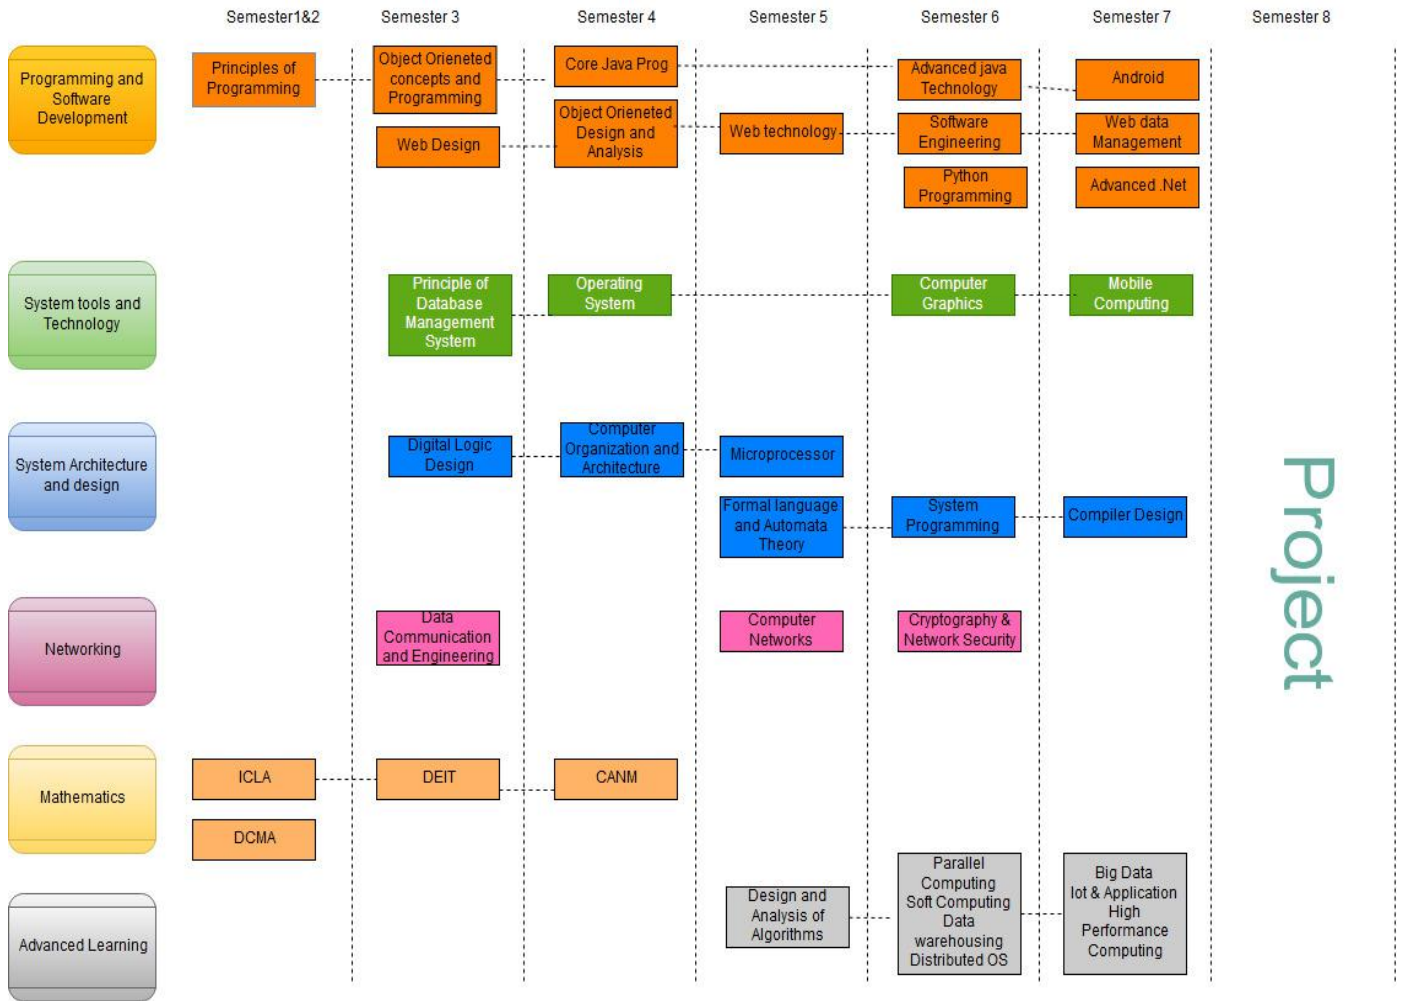 Semester1&2
Semester 3
Semester 4
Semester 5
Semester 6
Semester 7
Semester 8
Programming and
Software
Development
Principles of
Programming
Object Orieneted
concepts and
Programming
Web Design
Core Java Prog
Object Orieneted
Design and
Analysis
Web technology
Advanced java
Technology
Software
Engineering
Python
Programming
Android
Web data
Management
Advanced .Net
System tools and
Technology
Principle of
Database
Management
System
Operating
System
Computer
Graphics
Mobile
Computing
System Architecture
and design
Digital Logic
Design
Computer
Organization and
Architecture
Microprocessor
Formal language
and Automata
Theory
System
Programming
Compiler Design
Project
Networking
Data
Communication
and Engineering
Computer
Networks
Cryptography &
Network Security
Mathematics
ICLA
DCMA
DEIT
CANM
Advanced Learning
Design and
Analysis of
Algorithms
Parallel
Computing
Soft Computing
Data
warehousing
Distributed OS
Big Data
Iot & Application
High
Performance
Computing